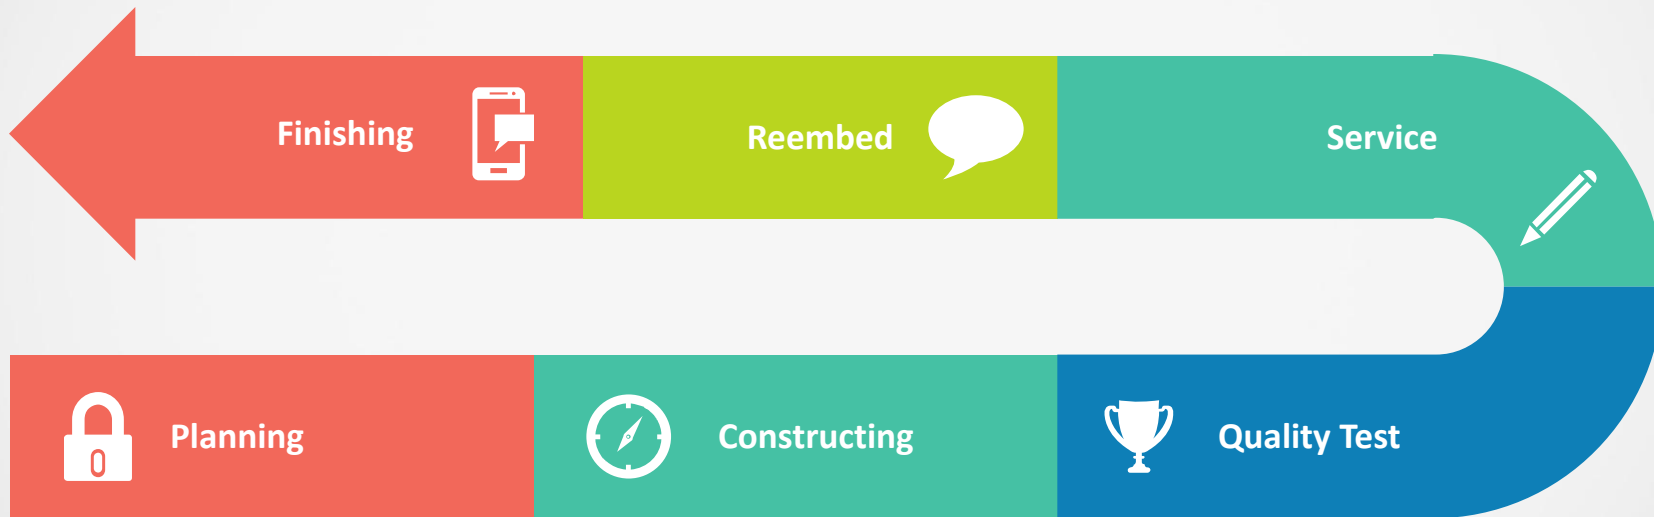 Finishing
Reembed
Service
Planning
Constructing
Quality Test